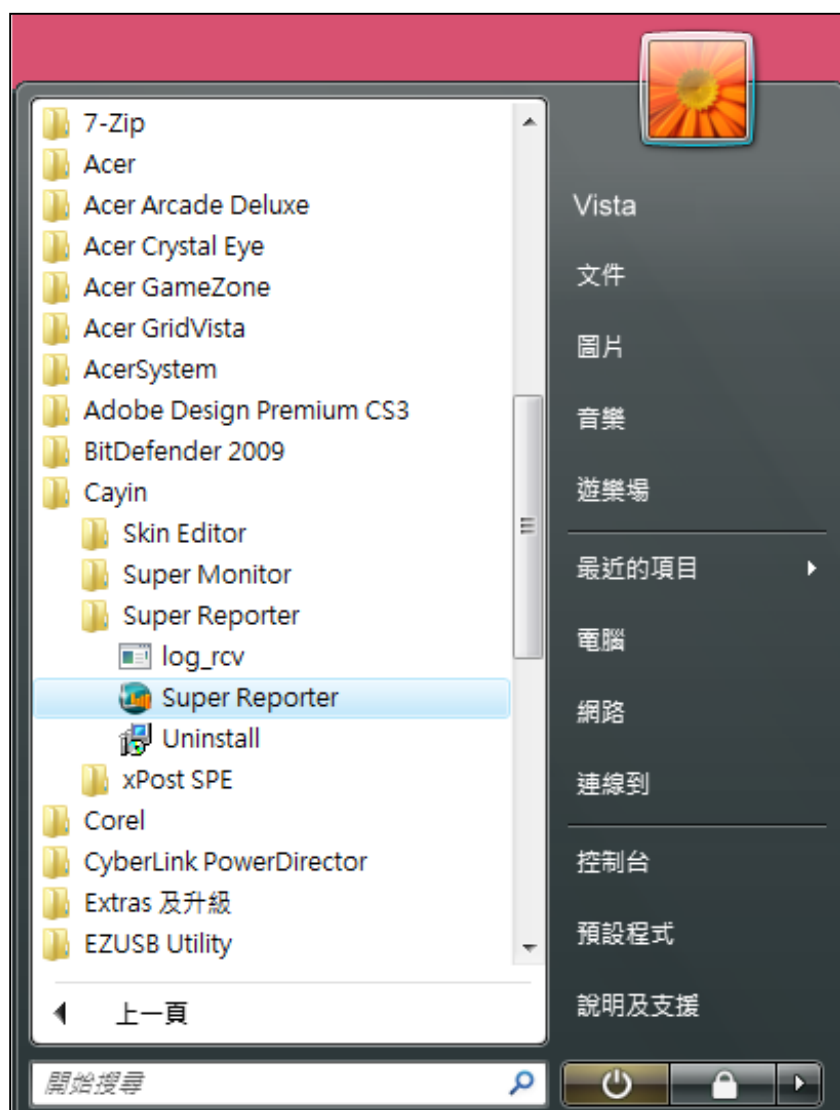 7-Zip
Acer
Acer Arcade Deluxe
Acer Crystal Eye
Acer GameZone
Acer GridVista
AcerSystem
Adobe Design Premium CS3
BitDefender 2009
Cayin
Skin Editor
Super Monitor
Super Reporter
log_rcv
Super Reporter
Uninstall
xPost SPE
Corel
CyberLink PowerDirector
Extras 及升級
EZUSB Utility
上一頁
開始搜尋
Vista
文件
圖片
音樂
遊樂場
最近的項目
電腦
網路
連線到
控制台
預設程式
說明及支援